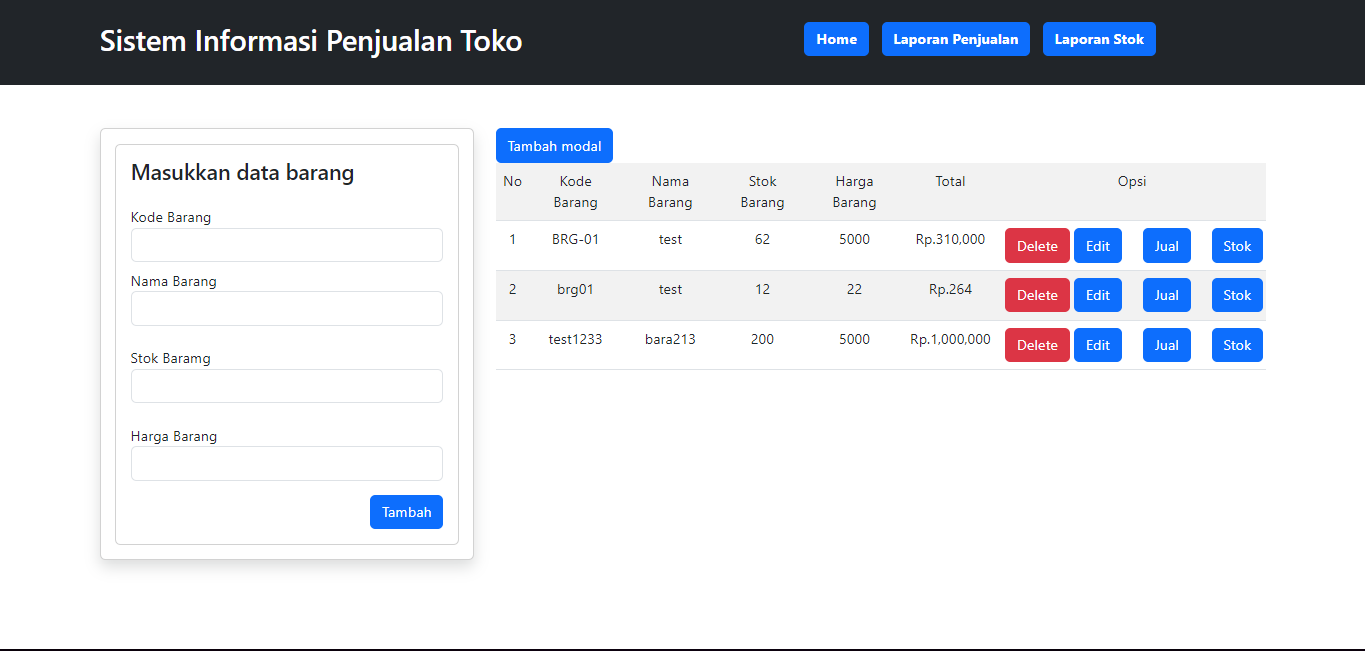 Sistem Informasi Penjualan Toko
Home Laporan Penjualan Laporan Stok
Masukkan data barang
Kode Barang
Nama Barang
Stok Baramg
Harga Barang
Tambah
Tambah modal
No Kode Barang Nama Barang Stok Barang Harga Barang Total Opsi
1 BRG-01 test 62 5000 Rp.310,000 Delete Edit Jual Stok
2 brg01 test 12 22 Rp.264 Delete Edit Jual Stok
3 test1233 bara213 200 5000 Rp.1,000,000 Delete Edit Jual Stok